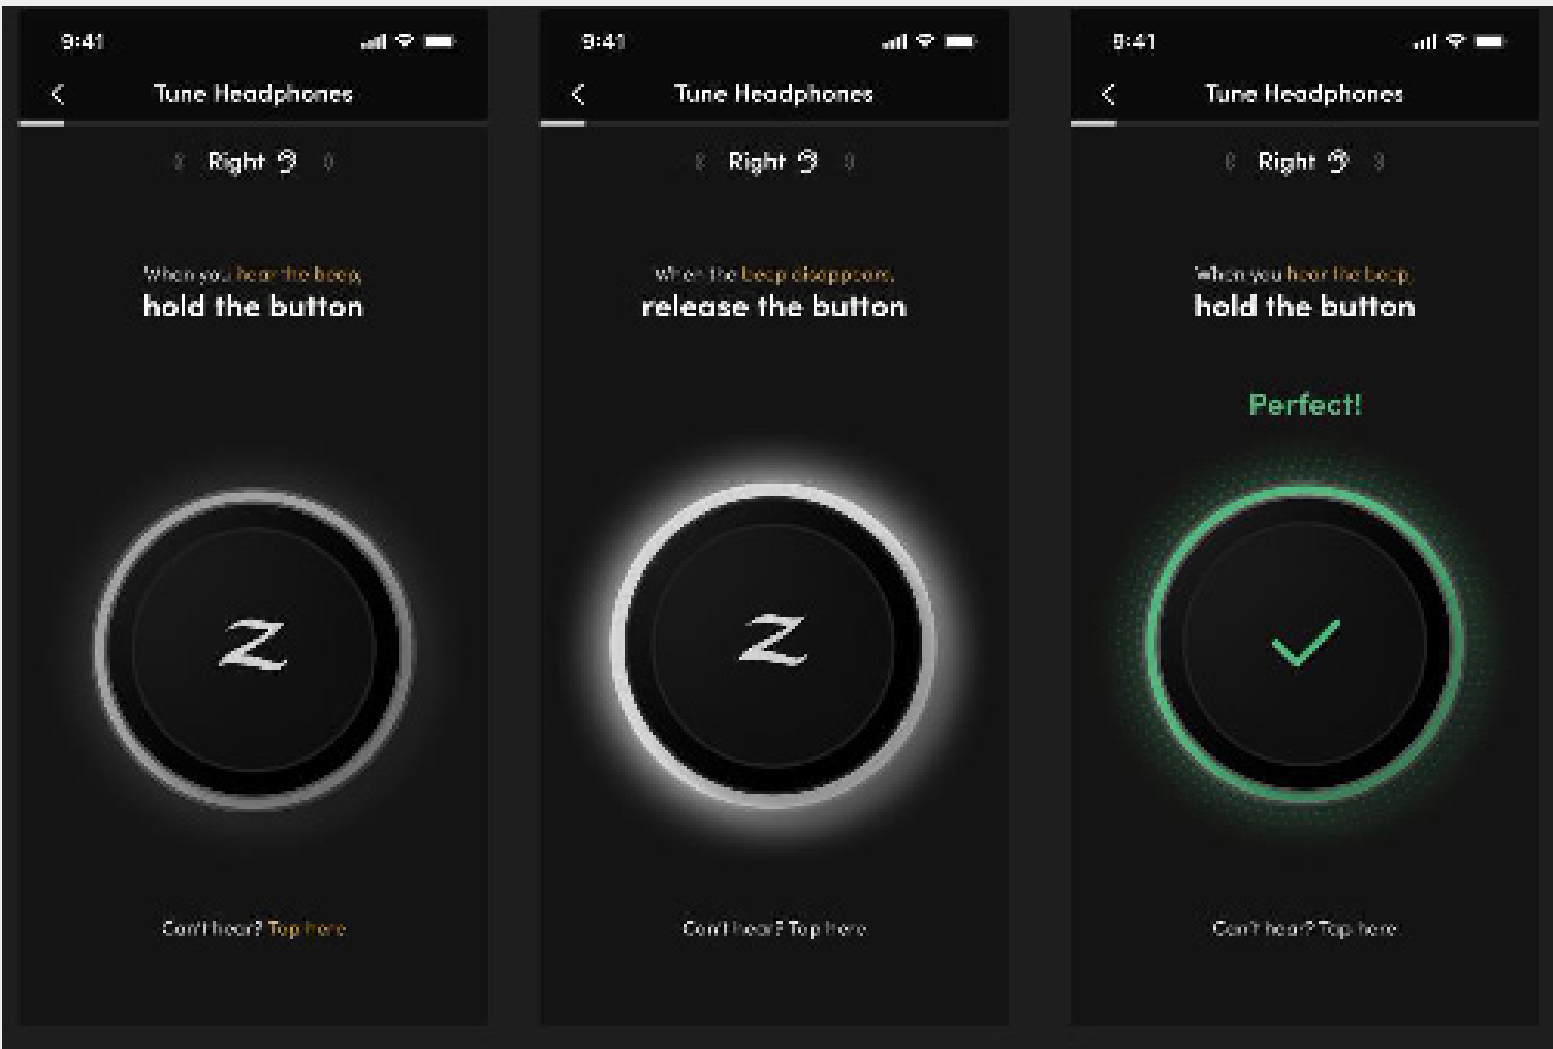 9:41
Tune Headphones
Right
When you hear the beep,
hold the button
Z
Can't hear? Tap here
9:41
Tune Headphones
Right
When the beep disappears,
release the button
Z
Can't hear? Tap here
9:41
Tune Headphones
Right
When you hear the beep,
hold the button
Perfect!
Can't hear? Tap here